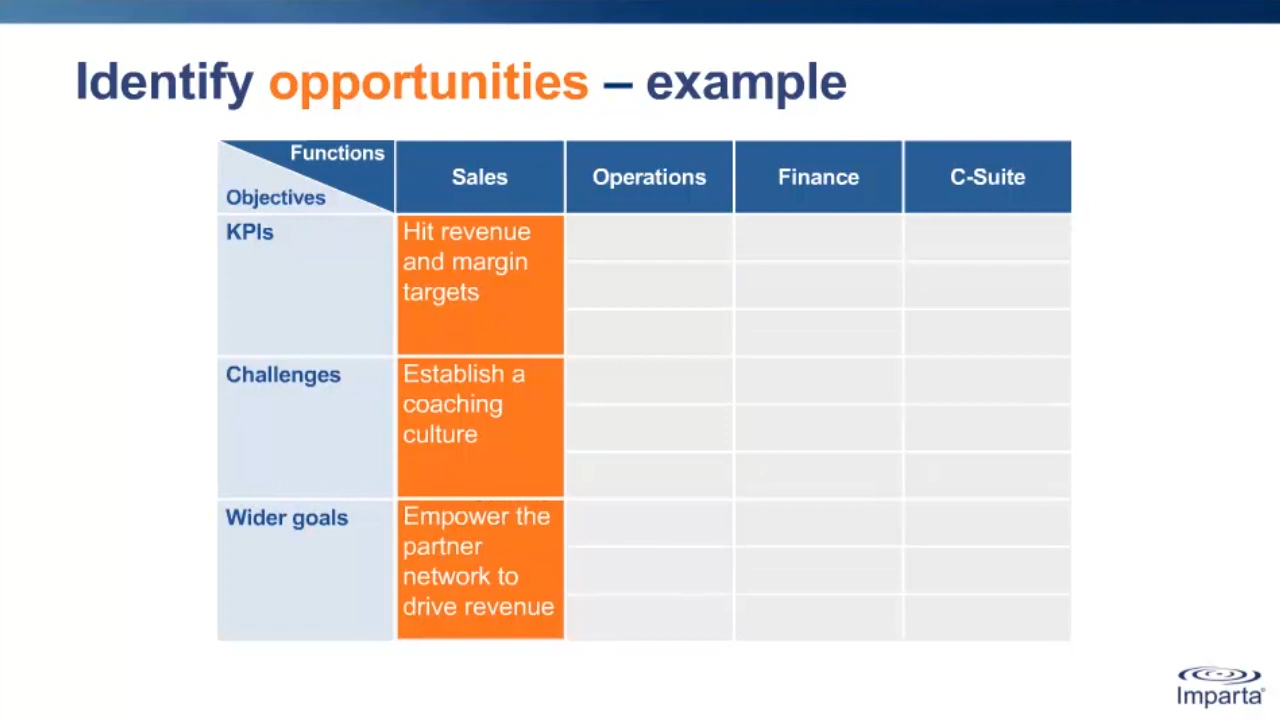 Identify opportunities – example
Functions
Objectives
Sales
Operations
Finance
C-Suite
KPIs
Hit revenue
and margin
targets
Challenges
Establish a
coaching
culture
Wider goals
Empower the
partner
network to
drive revenue
Imparta®